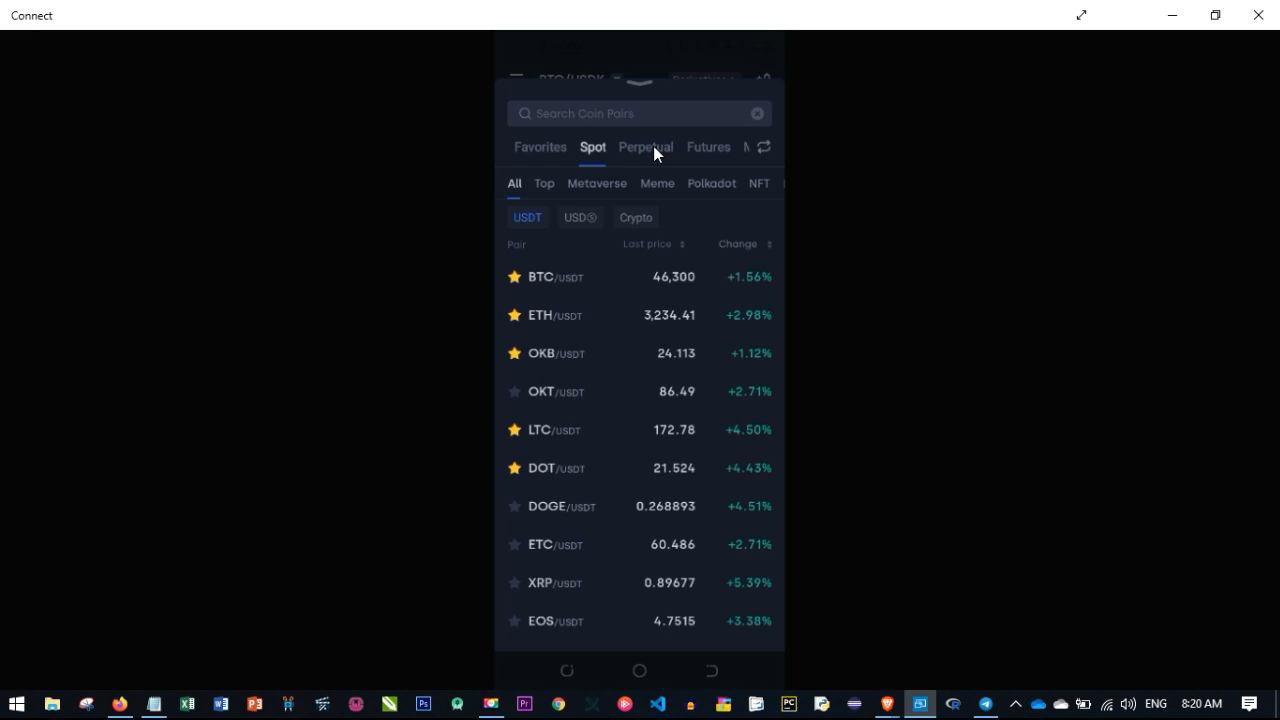 Connect
BTC/USDK
Search Coin Pairs
Favorites Spot Perpetual Futures
All Top Metaverse Meme Polkadot NFT
USDT USDⓈ Crypto
Pair Last price Change
BTC/USDT 46,300 +1.56%
ETH/USDT 3,234.41 +2.98%
OKB/USDT 24.113 +1.12%
OKT/USDT 86.49 +2.71%
LTC/USDT 172.78 +4.50%
DOT/USDT 21.524 +4.43%
DOGE/USDT 0.268893 +4.51%
ETC/USDT 60.486 +2.71%
XRP/USDT 0.89677 +5.39%
EOS/USDT 4.7515 +3.38%
ENG 8:20 AM